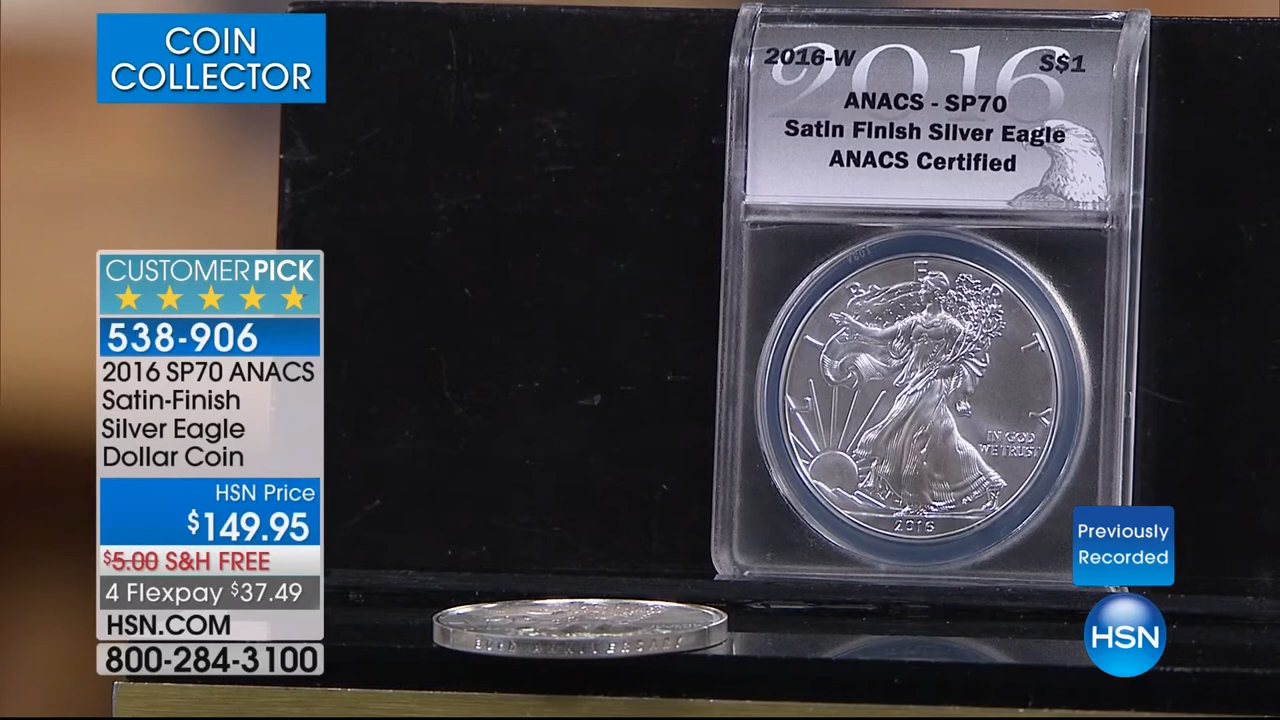 COIN
COLLECTOR
CUSTOMER PICK
538-906
2016 SP70 ANACS
Satin-Finish
Silver Eagle
Dollar Coin
HSN Price
$149.95
$5.00 S&H FREE
4 Flexpay $37.49
HSN.COM
800-284-3100
2016
2016-W S$1
ANACS - SP70
Satin Finish Silver Eagle
ANACS Certified
LIBERTY
IN GOD
WE TRUST
2016
Previously
Recorded
HSN